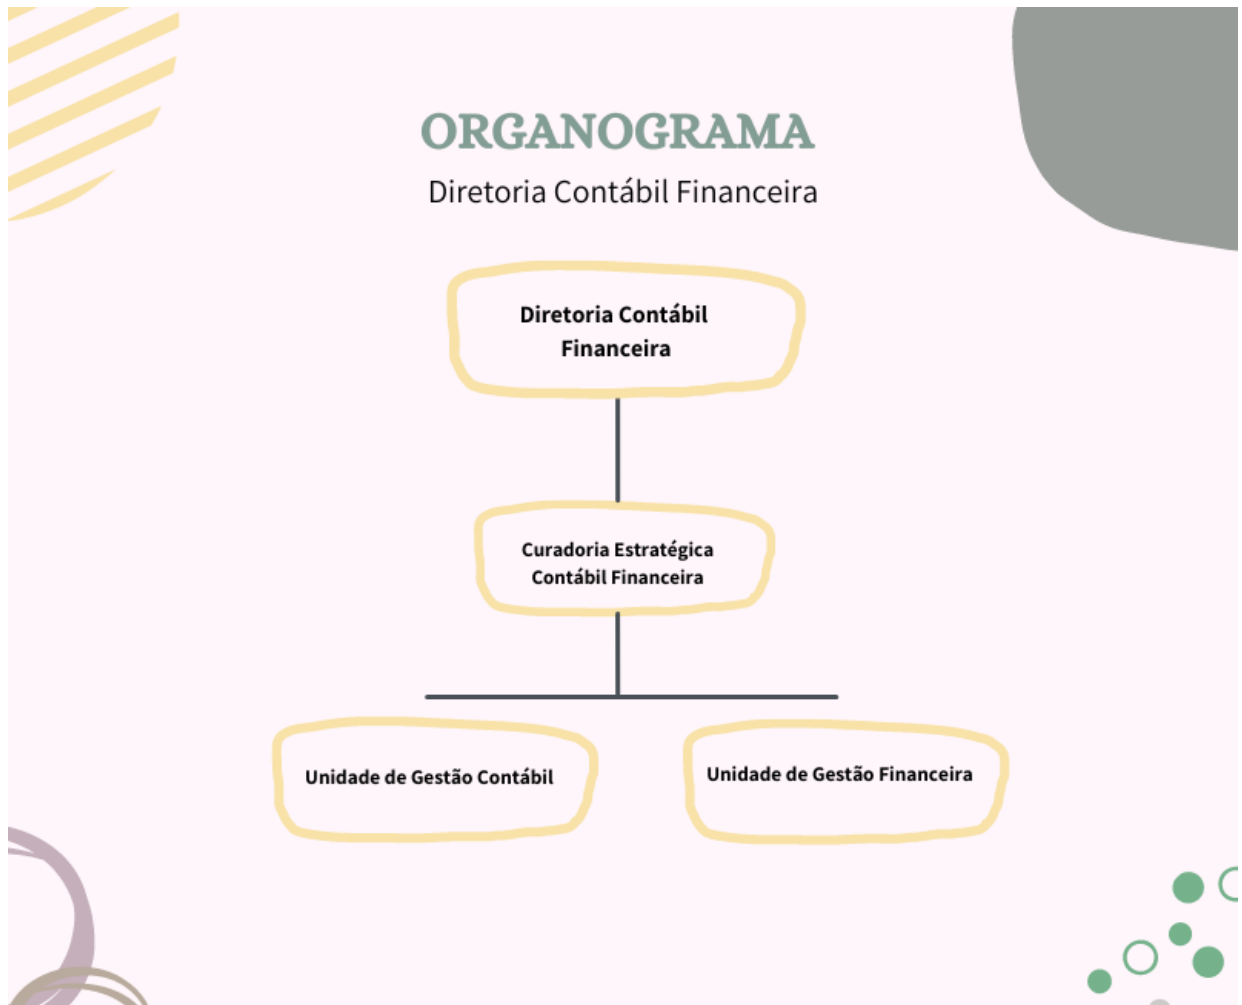 ORGANOGRAMA
Diretoria Contábil Financeira
Diretoria Contábil
Financeira
Curadoria Estratégica
Contábil Financeira
Unidade de Gestão Contábil
Unidade de Gestão Financeira